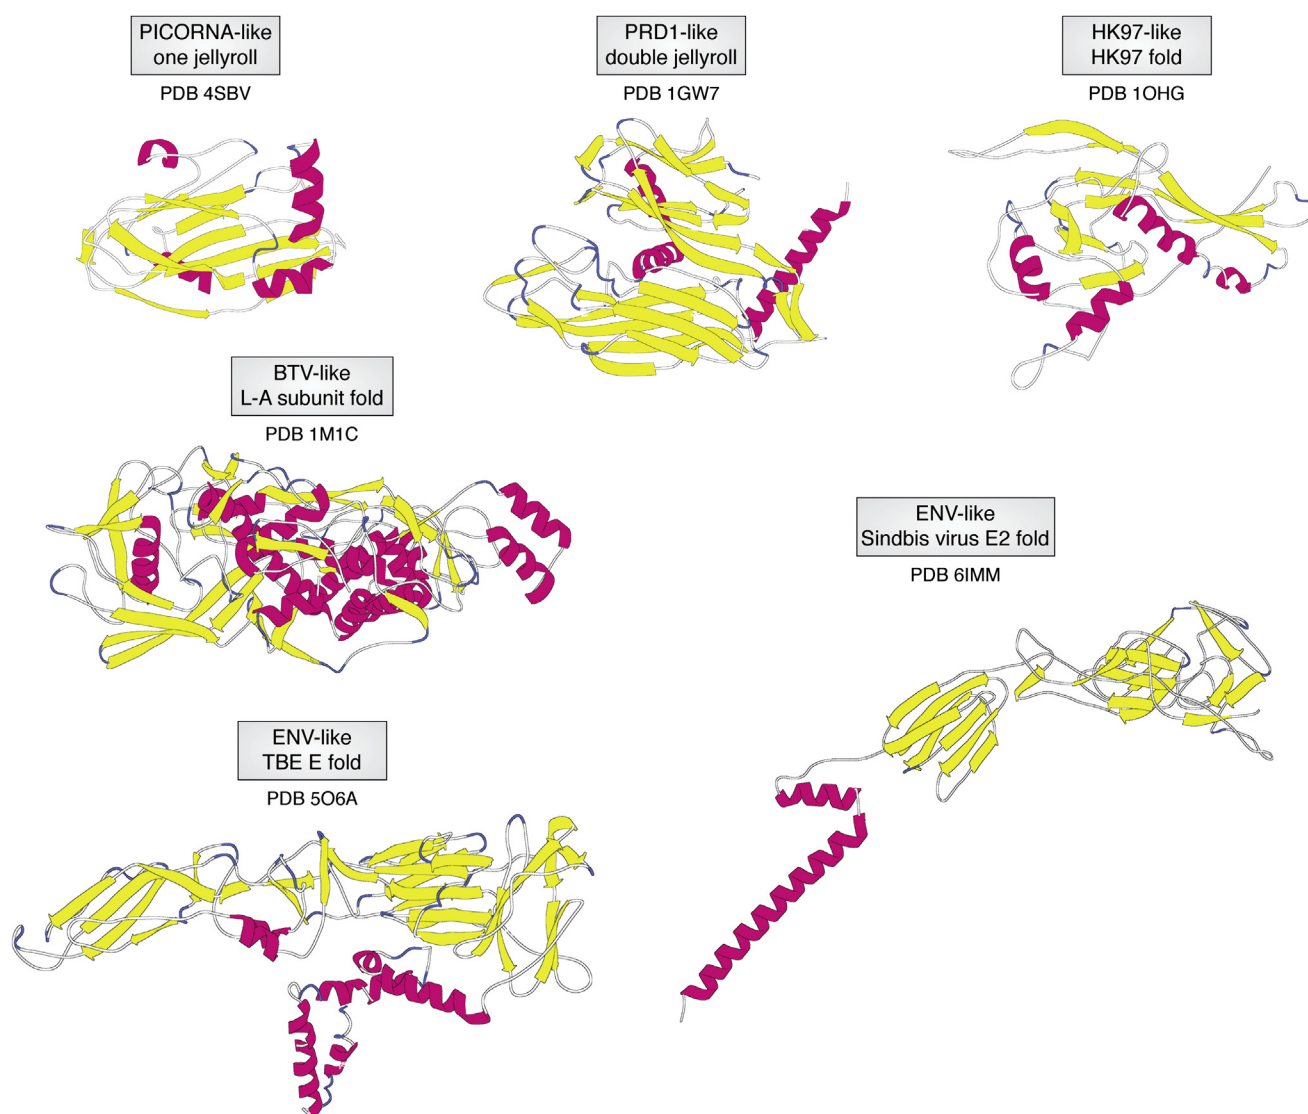 PICORNA-like
one jellyroll
PDB 4SBV
PRD1-like
double jellyroll
PDB 1GW7
HK97-like
HK97 fold
PDB 1OHG
BTV-like
L-A subunit fold
PDB 1M1C
ENV-like
Sindbis virus E2 fold
PDB 6IMM
ENV-like
TBE E fold
PDB 5O6A